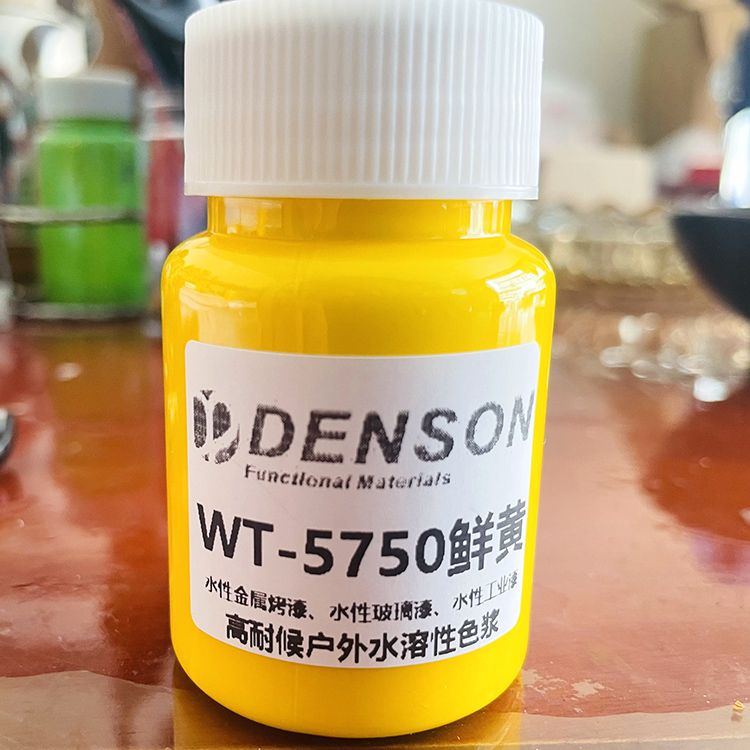 DENSON
Functional Materials
WT-5750鲜黄
水性金属烤漆、水性玻璃漆、水性工业漆
高耐候户外水溶性色浆